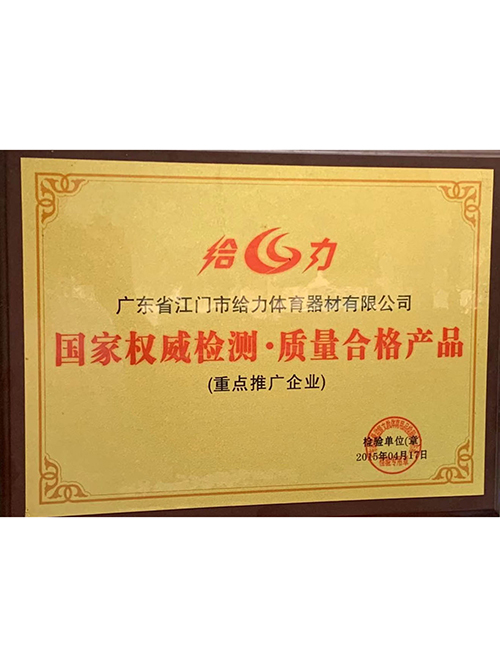 给力
广东省江门市给力体育器材有限公司
国家权威检测·质量合格产品
(重点推广企业)
检验单位(章
2015年04月17日